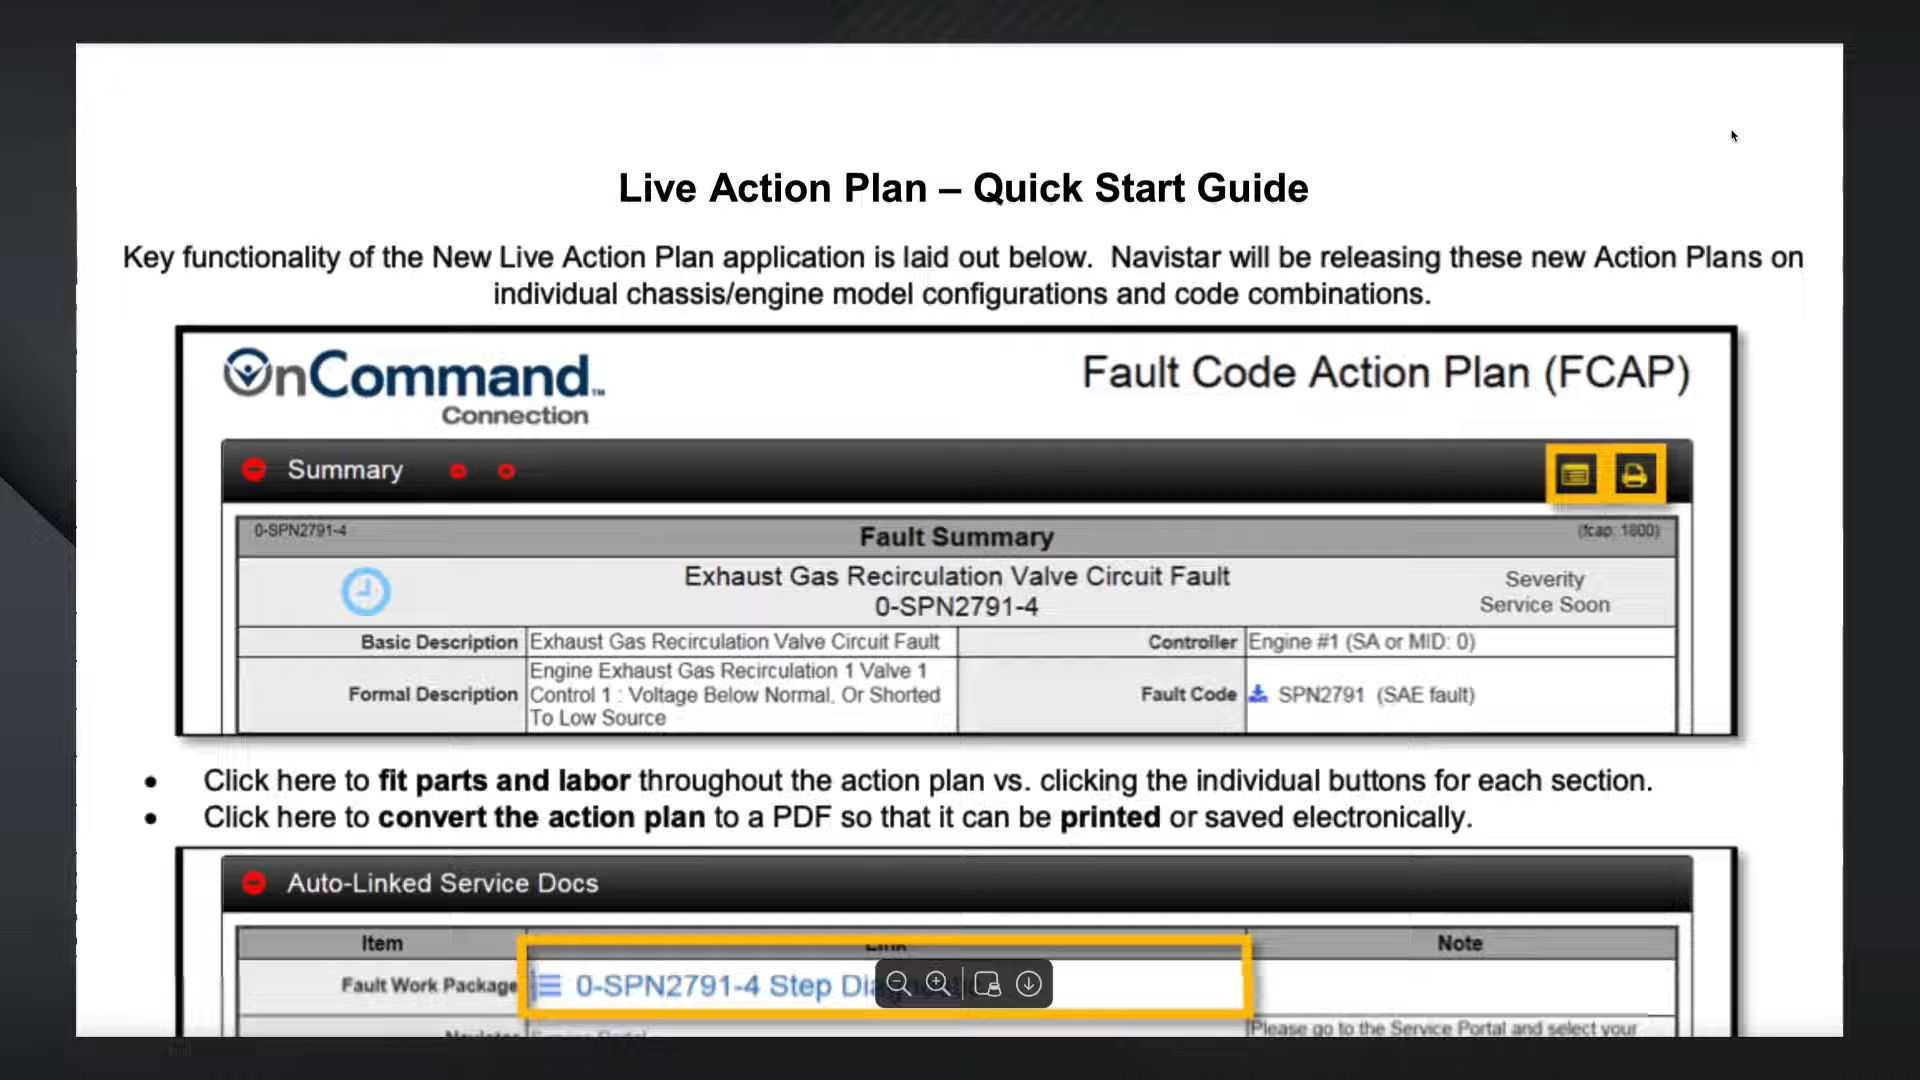 Live Action Plan – Quick Start Guide
Key functionality of the New Live Action Plan application is laid out below. Navistar will be releasing these new Action Plans on
individual chassis/engine model configurations and code combinations.
OnCommand™
Connection
Fault Code Action Plan (FCAP)
Summary
0-SPN2791-4
Fault Summary
(fcap: 1800)
Exhaust Gas Recirculation Valve Circuit Fault
0-SPN2791-4
Severity
Service Soon
Basic Description
Exhaust Gas Recirculation Valve Circuit Fault
Controller
Engine #1 (SA or MID: 0)
Formal Description
Engine Exhaust Gas Recirculation 1 Valve 1
Control 1 : Voltage Below Normal, Or Shorted
To Low Source
Fault Code
SPN2791 (SAE fault)
• Click here to fit parts and labor throughout the action plan vs. clicking the individual buttons for each section.
• Click here to convert the action plan to a PDF so that it can be printed or saved electronically.
Auto-Linked Service Docs
Item
Link
Note
Fault Work Package
0-SPN2791-4 Step
Please go to the Service Portal and select your